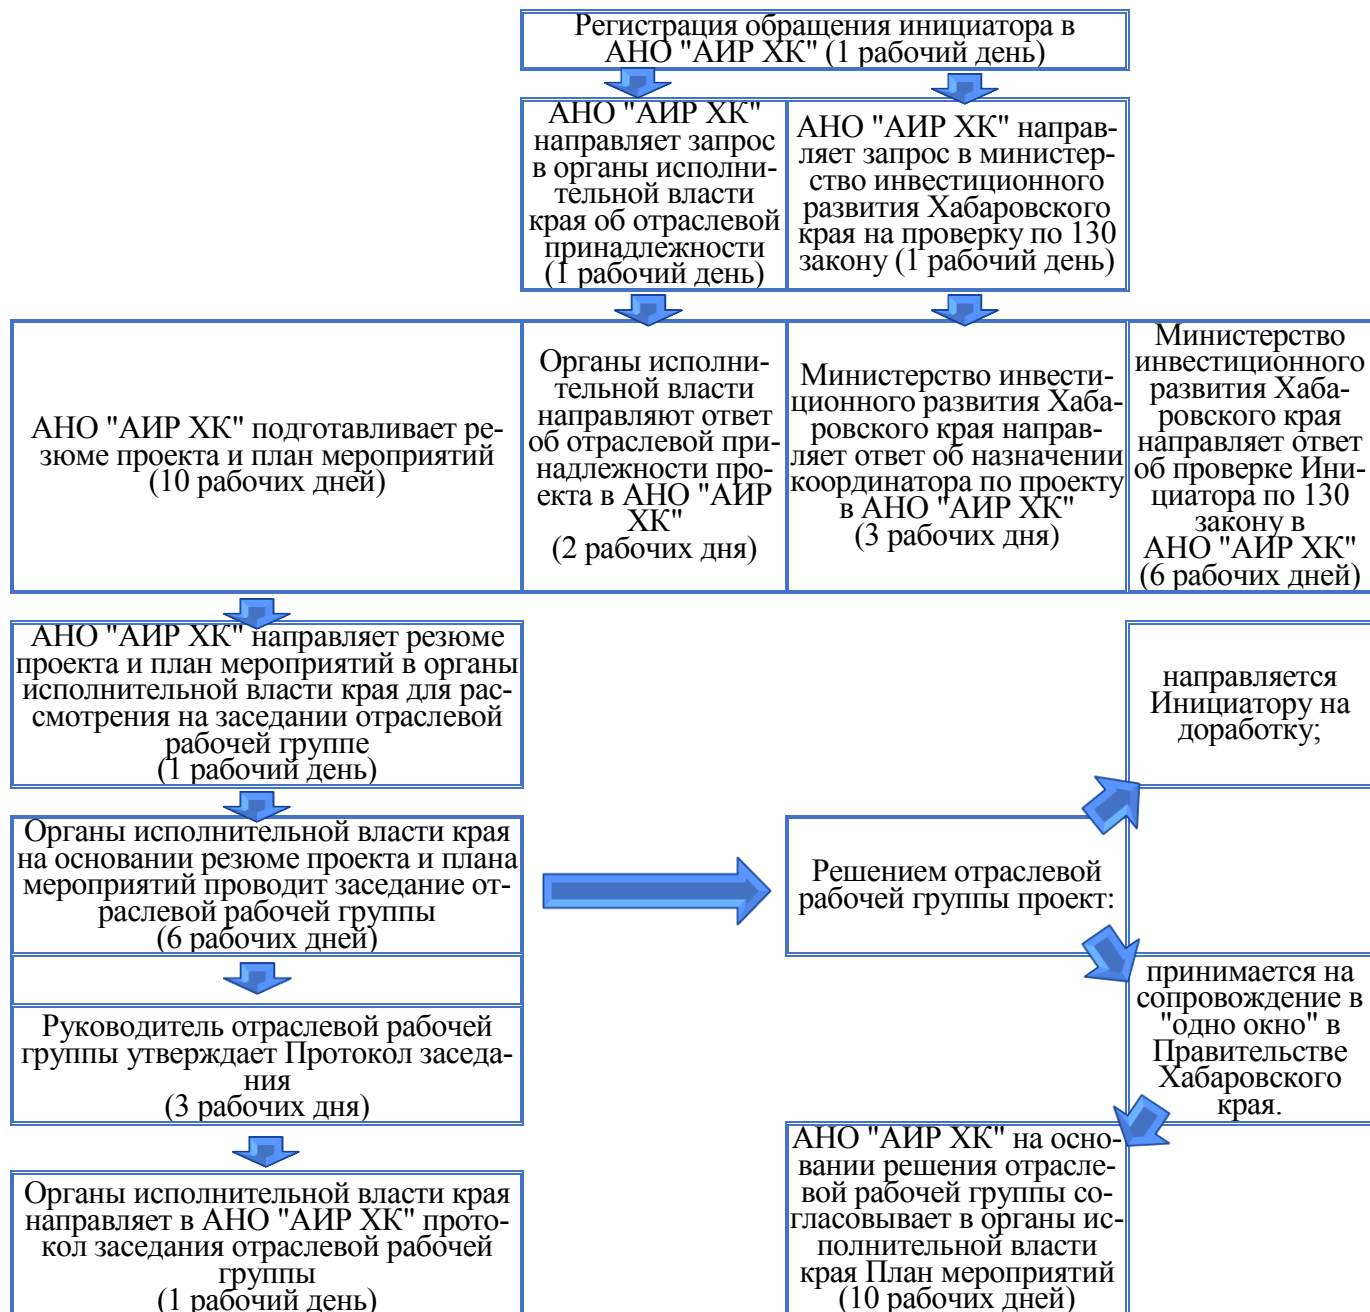 Регистрация обращения инициатора в
АНО "АИР ХК" (1 рабочий день)
АНО "АИР ХК"
направляет запрос
в органы исполни-
тельной власти
края об отраслевой
принадлежности
(1 рабочий день)
АНО "АИР ХК" направ-
ляет запрос в министер-
ство инвестиционного
развития Хабаровского
края на проверку по 130
закону (1 рабочий день)
АНО "АИР ХК" подготавливает ре-
зюме проекта и план мероприятий
(10 рабочих дней)
Органы исполни-
тельной власти
направляют ответ
об отраслевой при-
надлежности про-
екта в АНО "АИР
ХК"
(2 рабочих дня)
Министерство инвести-
ционного развития Хаба-
ровского края направ-
ляет ответ об назначении
координатора по проекту
в АНО "АИР ХК"
(3 рабочих дня)
Министерство
инвестиционного
развития Хаба-
ровского края
направляет ответ
об проверке Ини-
циатора по 130
закону в
АНО "АИР ХК"
(6 рабочих дней)
АНО "АИР ХК" направляет резюме
проекта и план мероприятий в органы
исполнительной власти края для рас-
смотрения на заседании отраслевой
рабочей группе
(1 рабочий день)
направляется
Инициатору на
доработку;
Органы исполнительной власти края
на основании резюме проекта и плана
мероприятий проводит заседание от-
раслевой рабочей группы
(6 рабочих дней)
Решением отраслевой
рабочей группы проект:
принимается на
сопровождение в
"одно окно" в
Правительстве
Хабаровского
края.
Руководитель отраслевой рабочей
группы утверждает Протокол заседа-
ния
(3 рабочих дня)
АНО "АИР ХК" на осно-
вании решения отрасле-
вой рабочей группы со-
гласовывает в органы ис-
полнительной власти
края План мероприятий
(10 рабочих дней)
Органы исполнительной власти края
направляет в АНО "АИР ХК" прото-
кол заседания отраслевой рабочей
группы
(1 рабочий день)